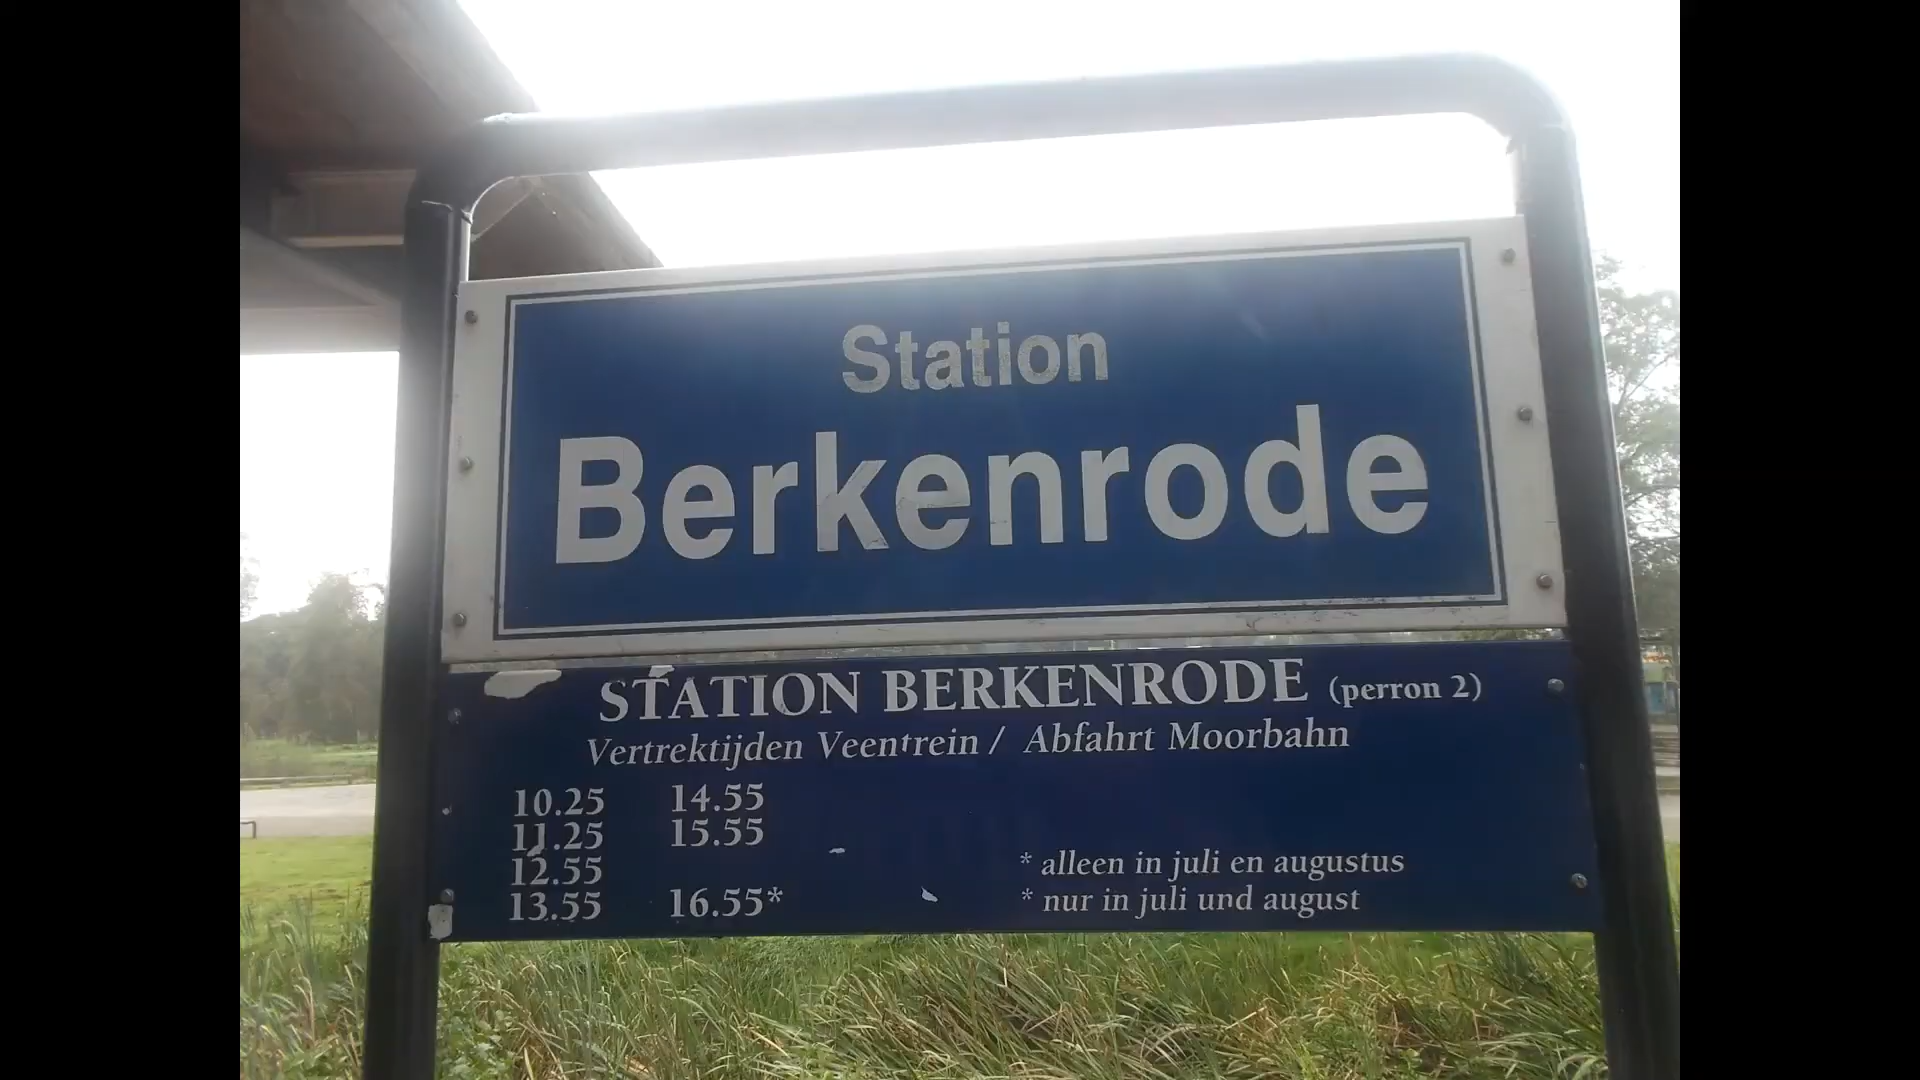 Station
Berkenrode
STATION BERKENRODE (perron 2)
Vertrektijden Veentrein / Abfahrt Moorbahn
10.25 14.55
11.25 15.55
12.55
13.55 16.55*
* alleen in juli en augustus
* nur in juli und august